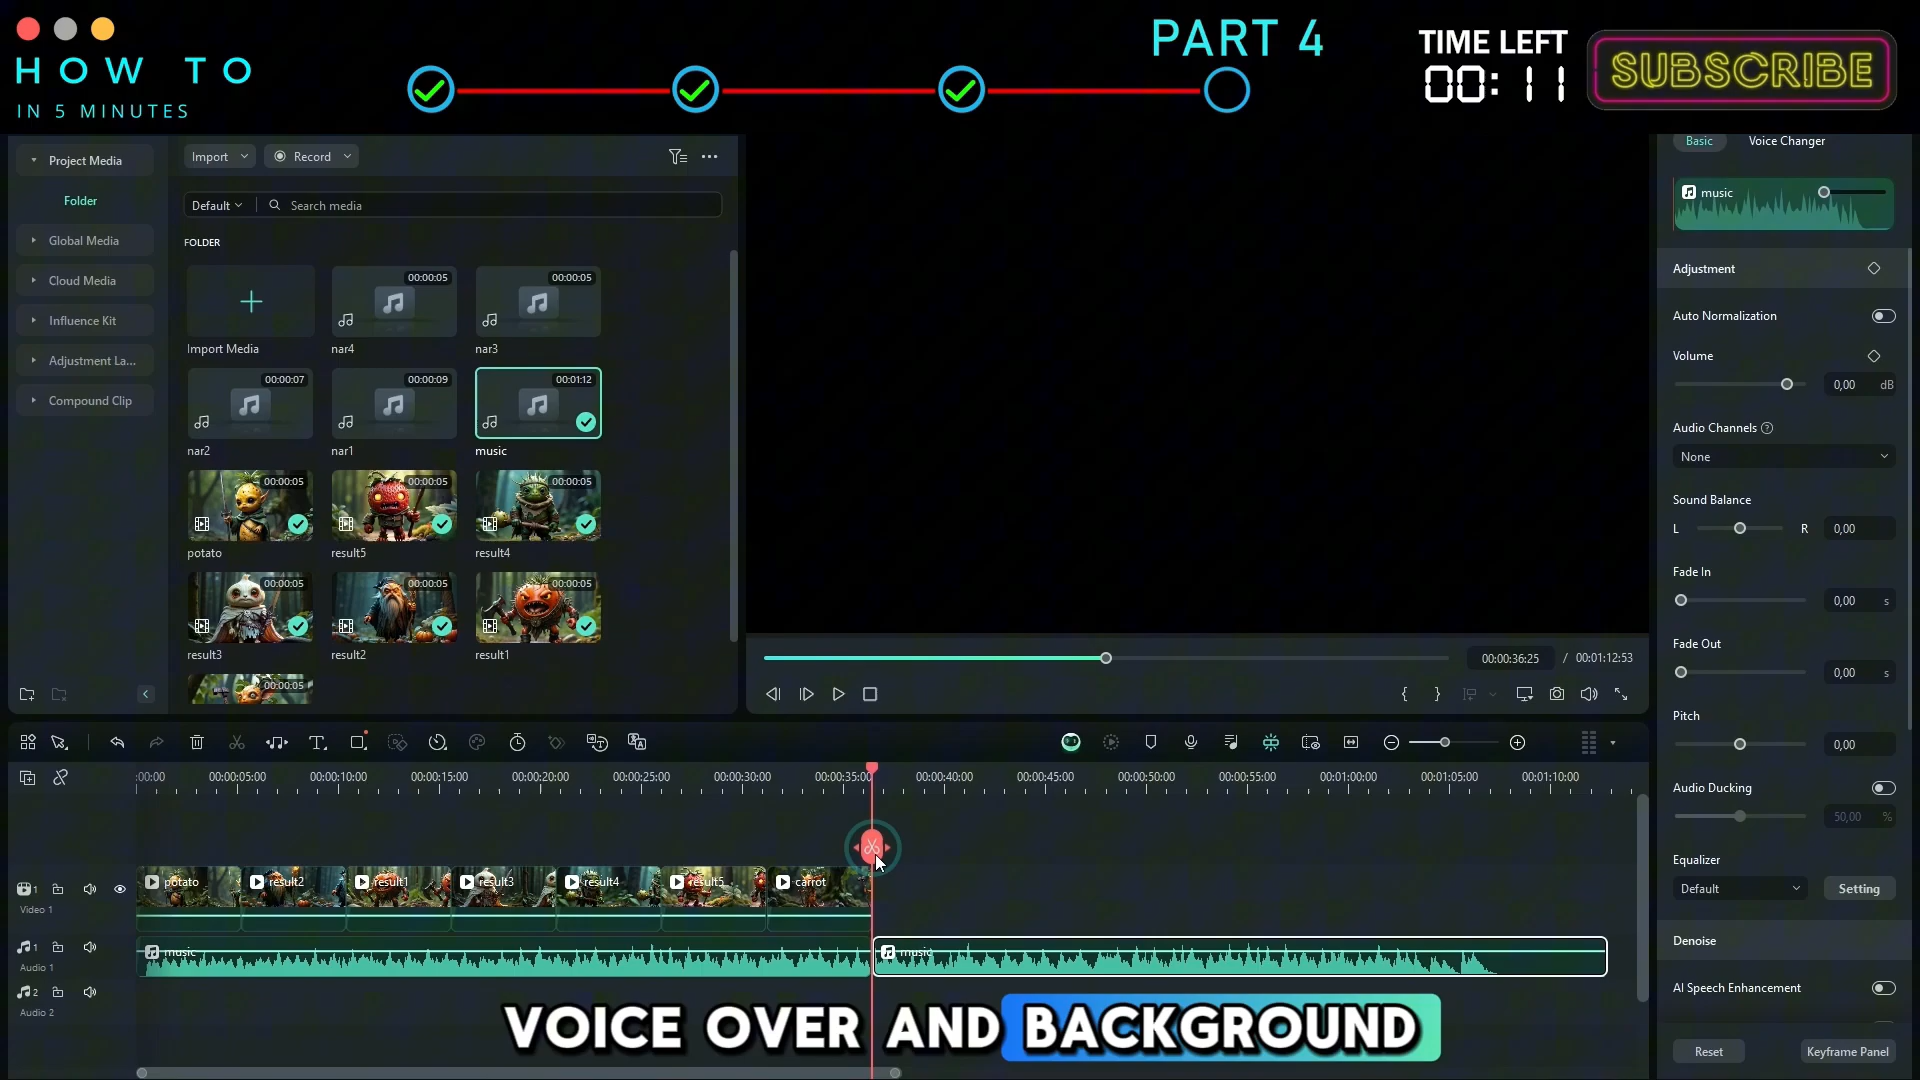 PART 4
TIME LEFT
00:11
SUBSCRIBE
HOW TO
IN 5 MINUTES
Project Media
Folder
Global Media
Cloud Media
Influence Kit
Adjustment La...
Compound Clip
Import
Record
Default
Search media
FOLDER
00:00:05
00:00:05
Import Media
nar4
nar3
00:00:07
00:00:09
00:01:12
nar2
nar1
music
00:00:05
00:00:05
00:00:05
potato
result5
result4
00:00:05
00:00:05
00:00:05
result3
result2
result1
00:00:05
00:00:36:25 / 00:01:12:53
Basic
Voice Changer
music
Adjustment
Auto Normalization
Volume
0,00 dB
Audio Channels
None
Sound Balance
L R 0,00
Fade In
0,00 s
Fade Out
0,00 s
Pitch
0,00
Audio Ducking
50,00 %
Equalizer
Default
Setting
Denoise
AI Speech Enhancement
Reset
Keyframe Panel
:00:00 00:00:05:00 00:00:10:00 00:00:15:00 00:00:20:00 00:00:25:00 00:00:30:00 00:00:35:00 00:00:40:00 00:00:45:00 00:00:50:00 00:00:55:00 00:01:00:00 00:01:05:00 00:01:10:00
1
Video 1
potato result2 result1 result3 result4 result5 carrot
1
Audio 1
music music
2
Audio 2
VOICE OVER AND BACKGROUND